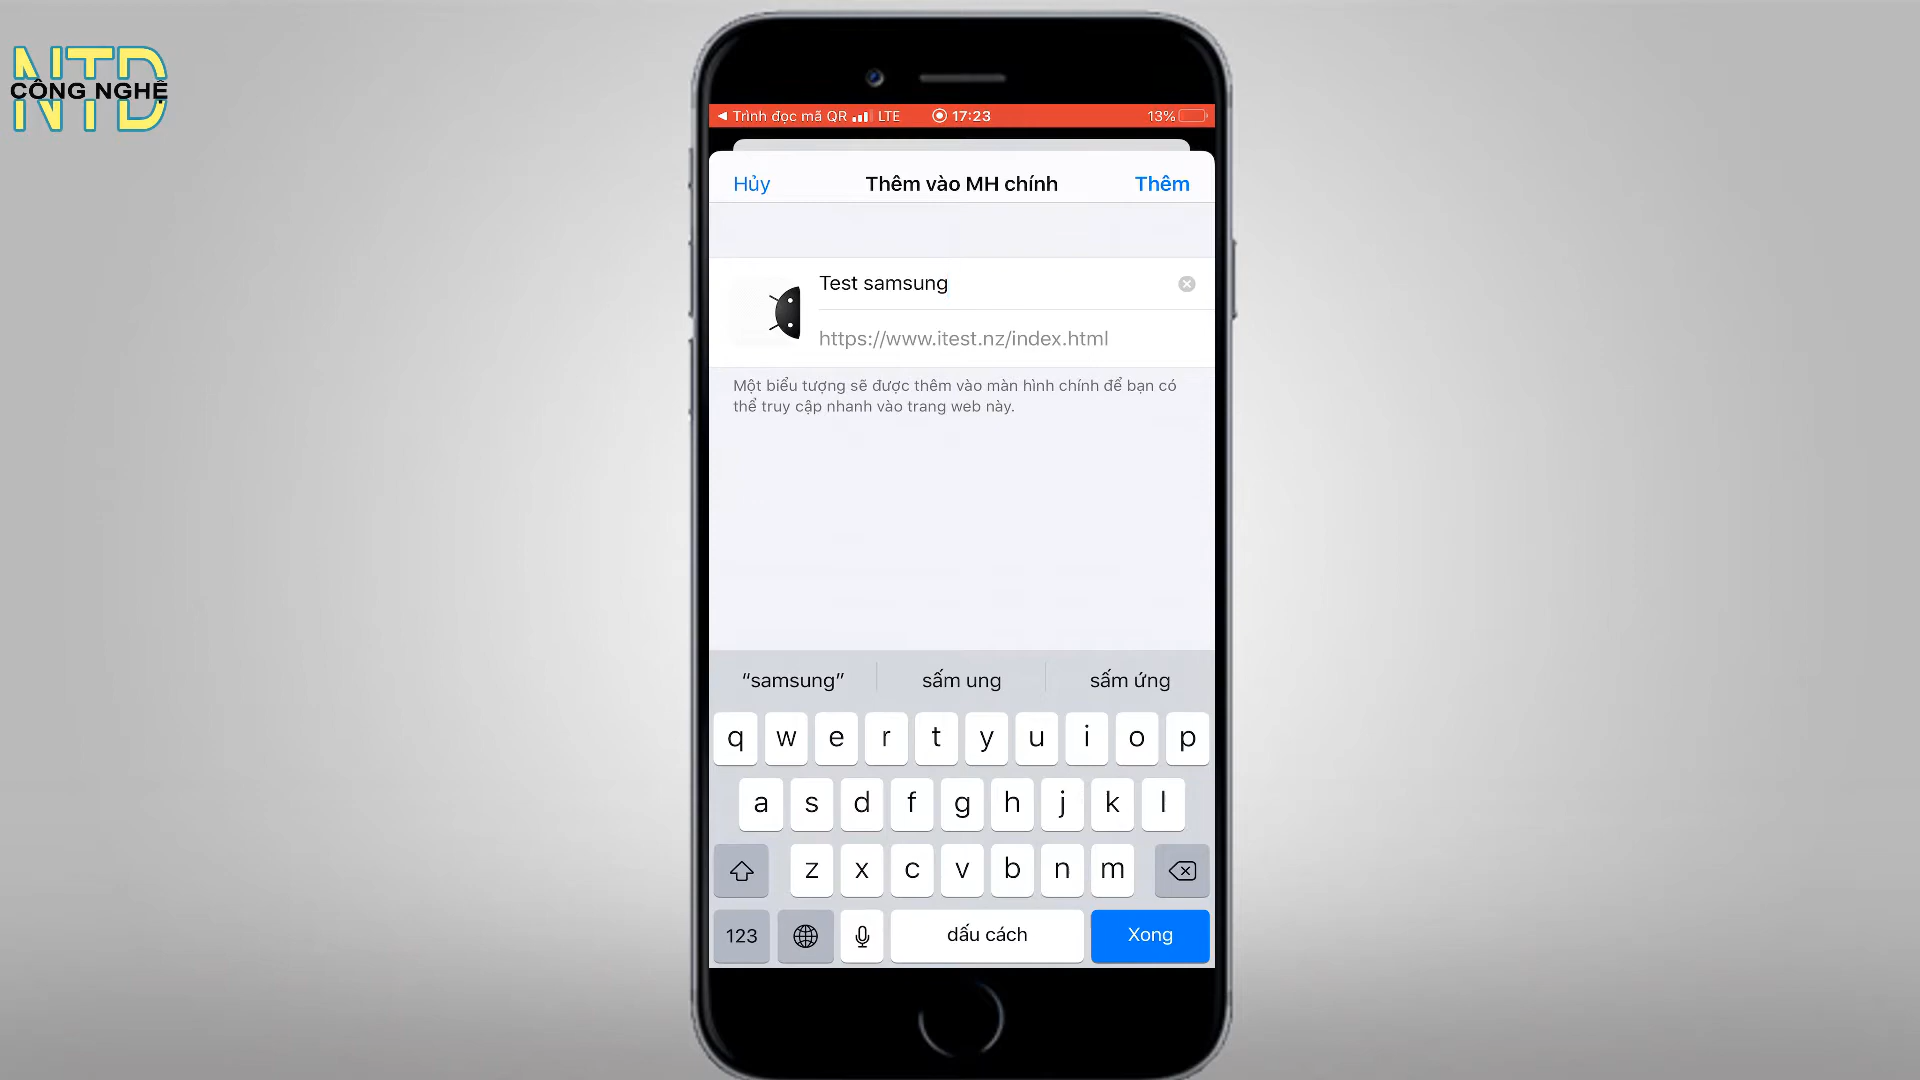 NTD
CÔNG NGHỆ
Trình đọc mã QR LTE 17:23 13%
Hủy Thêm vào MH chính Thêm
Test samsung
https://www.itest.nz/index.html
Một biểu tượng sẽ được thêm vào màn hình chính để bạn có
thể truy cập nhanh vào trang web này.
“samsung” sấm ung sấm ứng
q w e r t y u i o p
a s d f g h j k l
z x c v b n m
123 dấu cách Xong